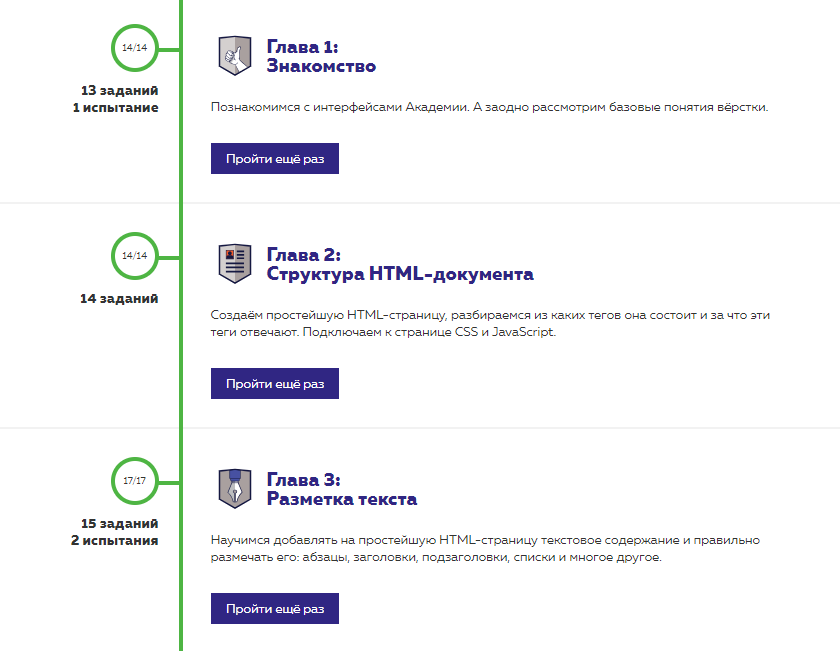 14/14
13 заданий
1 испытание
Глава 1:
Знакомство
Познакомимся с интерфейсами Академии. А заодно рассмотрим базовые понятия вёрстки.
Пройти ещё раз
14/14
14 заданий
Глава 2:
Структура HTML-документа
Создаём простейшую HTML-страницу, разбираемся из каких тегов она состоит и за что эти
теги отвечают. Подключаем к странице CSS и JavaScript.
Пройти ещё раз
17/17
15 заданий
2 испытания
Глава 3:
Разметка текста
Научимся добавлять на простейшую HTML-страницу текстовое содержание и правильно
размечать его: абзацы, заголовки, подзаголовки, списки и многое другое.
Пройти ещё раз